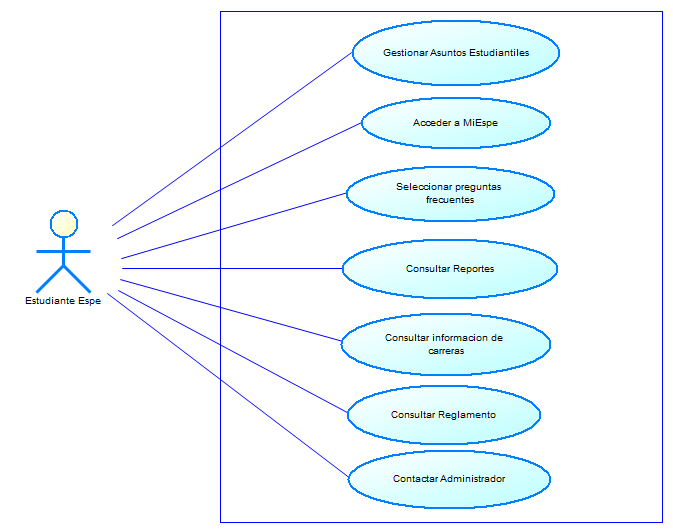 Gestionar Asuntos Estudiantiles
Acceder a MiEspe
Seleccionar preguntas
frecuentes
Consultar Reportes
Estudiante Espe
Consultar informacion de
carreras
Consultar Reglamento
Contactar Administrador